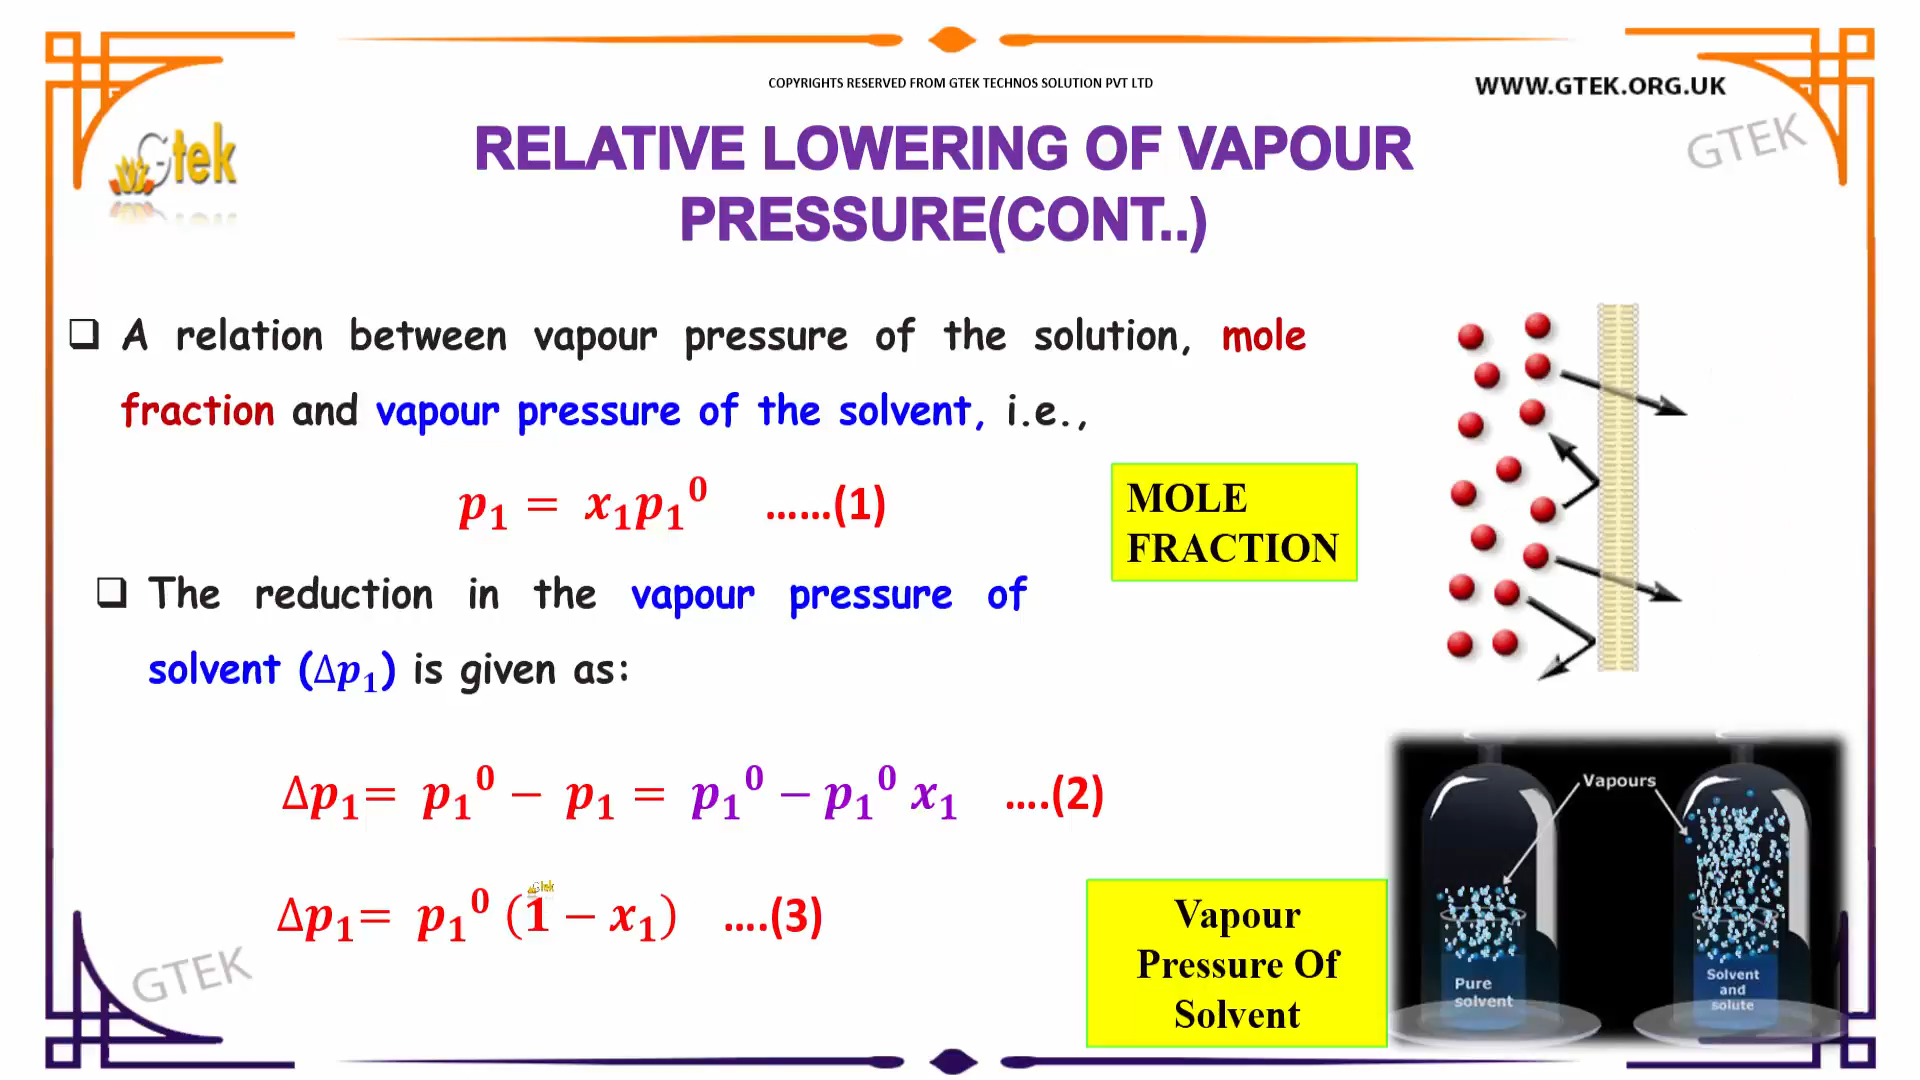 COPYRIGHTS RESERVED FROM GTEK TECHNOS SOLUTION PVT LTD
WWW.GTEK.ORG.UK
Gtek
GTEK
RELATIVE LOWERING OF VAPOUR
PRESSURE(CONT..)
❑ A relation between vapour pressure of the solution, mole
fraction and vapour pressure of the solvent, i.e.,
p₁ = x₁p₁⁰ ......(1)
MOLE
FRACTION
❑ The reduction in the vapour pressure of
solvent (Δp₁) is given as:
Δp₁= p₁⁰ − p₁ = p₁⁰ − p₁⁰ x₁ ....(2)
Δp₁= p₁⁰ (1 − x₁) ....(3)
Gtek
Vapour
Pressure Of
Solvent
Vapours
Pure
solvent
Solvent
and
solute
GTEK